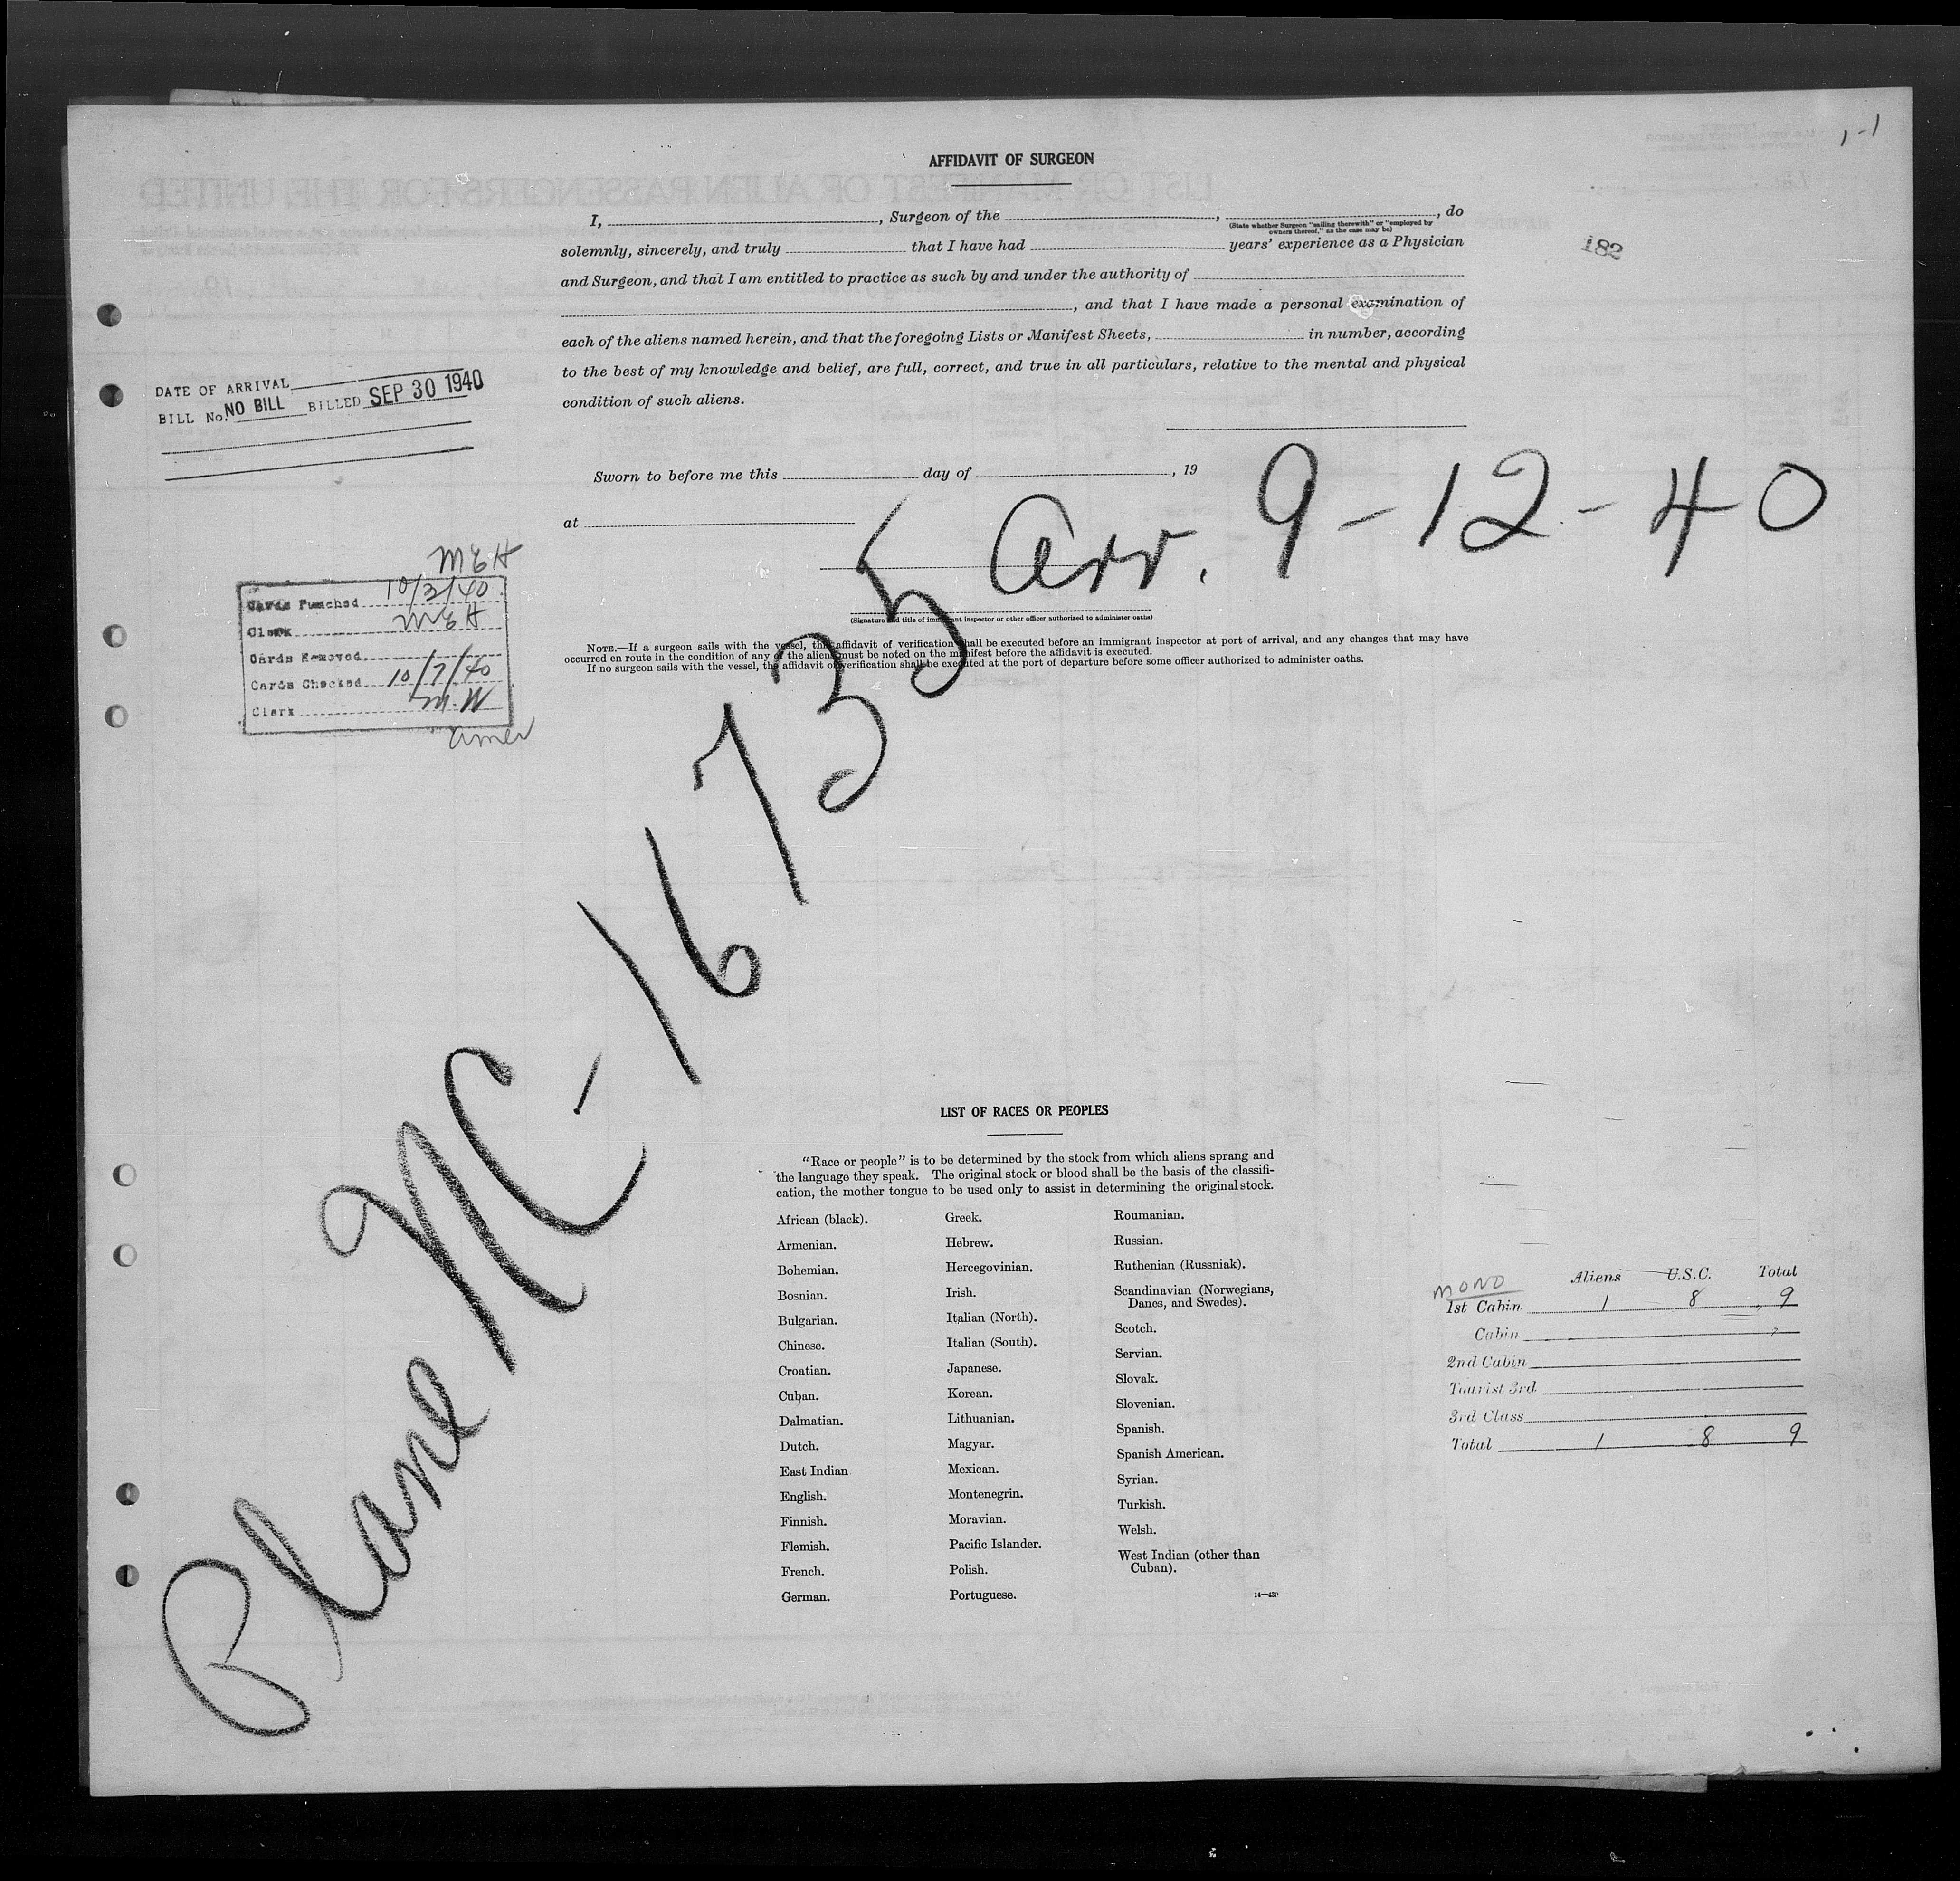 1-1
AFFIDAVIT OF SURGEON
I, , Surgeon of the , , do
(State whether Surgeon "sailing therewith" or "employed by
owners thereof," as the case may be)
solemnly, sincerely, and truly that I have had years' experience as a Physician
182
and Surgeon, and that I am entitled to practice as such by and under the authority of
, and that I have made a personal examination of
each of the aliens named herein, and that the foregoing Lists or Manifest Sheets, in number, according
to the best of my knowledge and belief, are full, correct, and true in all particulars, relative to the mental and physical
condition of such aliens.
DATE OF ARRIVAL
BILL No. NO BILL BILLED SEP 30 1940
Sworn to before me this day of , 19
at
Arr. 9-12-40
(Signature and title of immigrant inspector or other officer authorized to administer oaths)
NOTE.—If a surgeon sails with the vessel, this affidavit of verification shall be executed before an immigrant inspector at port of arrival, and any changes that may have
occurred en route in the condition of any of the aliens must be noted on the manifest before the affidavit is executed.
If no surgeon sails with the vessel, the affidavit of verification shall be executed at the port of departure before some officer authorized to administer oaths.
MEH
Cards Punched 10/3/40
Clerk MEH
Cards Removed
Cards Checked 10/7/40
Clerk M.W
Plane NC-16735
LIST OF RACES OR PEOPLES
"Race or people" is to be determined by the stock from which aliens sprang and
the language they speak. The original stock or blood shall be the basis of the classifi-
cation, the mother tongue to be used only to assist in determining the original stock.
African (black).
Armenian.
Bohemian.
Bosnian.
Bulgarian.
Chinese.
Croatian.
Cuban.
Dalmatian.
Dutch.
East Indian
English.
Finnish.
Flemish.
French.
German.
Greek.
Hebrew.
Hercegovinian.
Irish.
Italian (North).
Italian (South).
Japanese.
Korean.
Lithuanian.
Magyar.
Mexican.
Montenegrin.
Moravian.
Pacific Islander.
Polish.
Portuguese.
Roumanian.
Russian.
Ruthenian (Russniak).
Scandinavian (Norwegians,
Danes, and Swedes).
Scotch.
Servian.
Slovak.
Slovenian.
Spanish.
Spanish American.
Syrian.
Turkish.
Welsh.
West Indian (other than
Cuban).
MOND Aliens U.S.C. Total
1st Cabin 1 8 9
Cabin
2nd Cabin
Tourist 3rd
3rd Class
Total 1 8 9